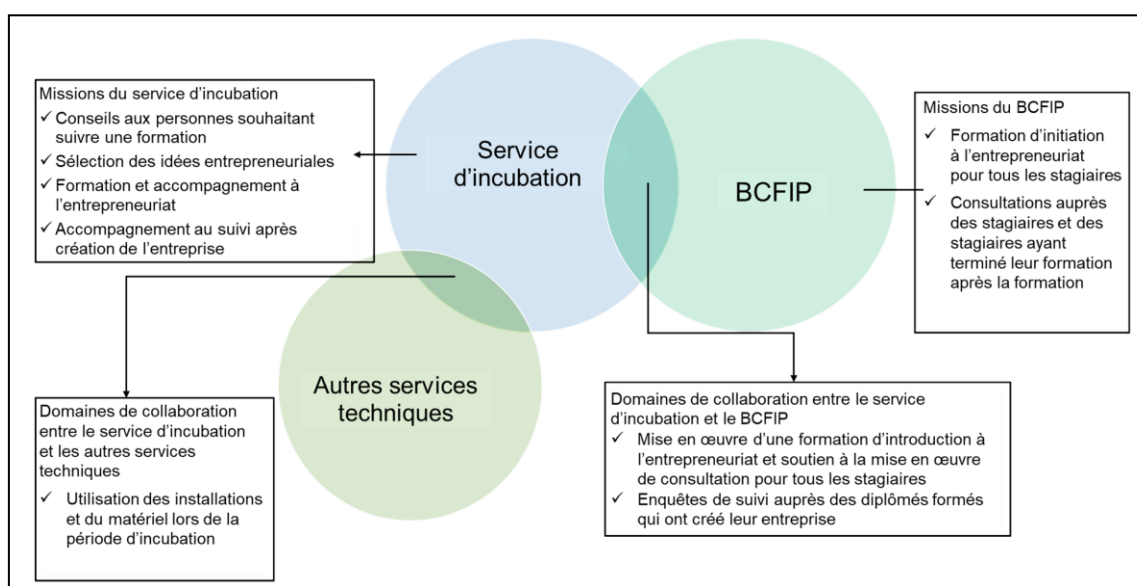 Missions du service d'incubation
✓ Conseils aux personnes souhaitant
suivre une formation
✓ Sélection des idées entrepreneuriales
✓ Formation et accompagnement à
l'entrepreneuriat
✓ Accompagnement au suivi après
création de l'entreprise
Service
d'incubation
BCFIP
Missions du BCFIP
✓ Formation d'initiation
à l'entrepreneuriat
pour tous les stagiaires
✓ Consultations auprès
des stagiaires et des
stagiaires ayant
terminé leur formation
après la formation
Autres services
techniques
Domaines de collaboration
entre le service d'incubation
et les autres services
techniques
✓ Utilisation des installations
et du matériel lors de la
période d'incubation
Domaines de collaboration entre le service
d'incubation et le BCFIP
✓ Mise en œuvre d'une formation d'introduction à
l'entrepreneuriat et soutien à la mise en œuvre
de consultation pour tous les stagiaires
✓ Enquêtes de suivi auprès des diplômés formés
qui ont créé leur entreprise